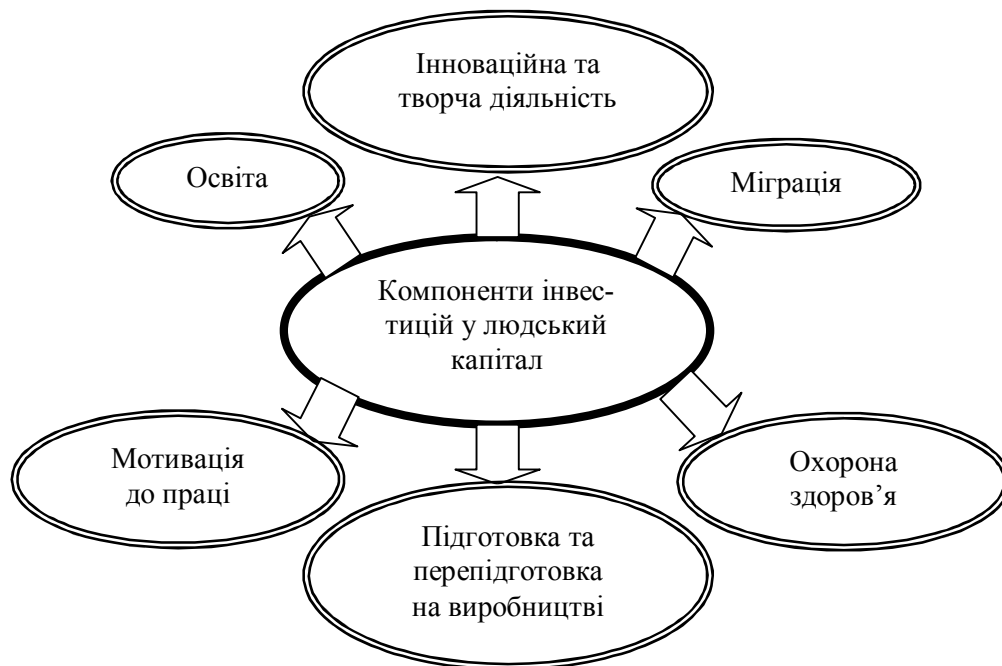 Інноваційна та
творча діяльність
Освіта
Міграція
Компоненти інвес-
тицій у людський
капітал
Мотивація
до праці
Охорона
здоров’я
Підготовка та
перепідготовка
на виробництві